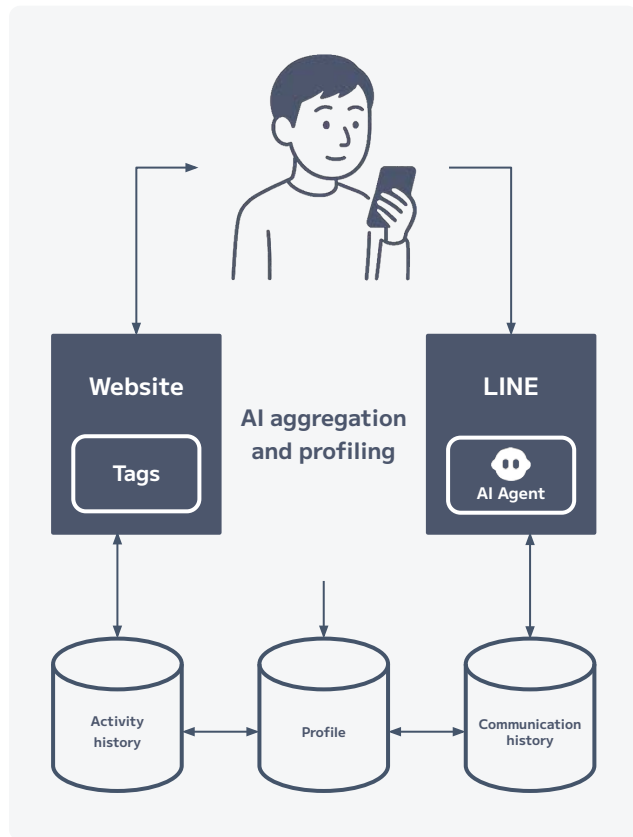 Website
Tags
AI aggregation
and profiling
LINE
AI Agent
Activity
history
Profile
Communication
history